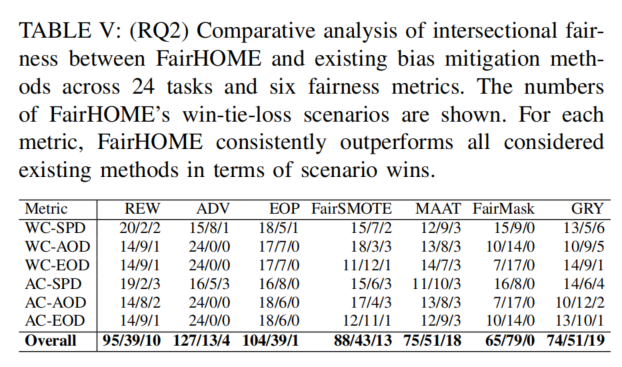 TABLE V: (RQ2) Comparative analysis of intersectional fair-
ness between FairHOME and existing bias mitigation meth-
ods across 24 tasks and six fairness metrics. The numbers
of FairHOME's win-tie-loss scenarios are shown. For each
metric, FairHOME consistently outperforms all considered
existing methods in terms of scenario wins.
Metric REW ADV EOP FairSMOTE MAAT FairMask GRY
WC-SPD 20/2/2 15/8/1 18/5/1 15/7/2 12/9/3 15/9/0 13/5/6
WC-AOD 14/9/1 24/0/0 17/7/0 18/3/3 13/8/3 10/14/0 10/9/5
WC-EOD 14/9/1 24/0/0 17/7/0 11/12/1 14/7/3 7/17/0 14/9/1
AC-SPD 19/2/3 16/5/3 16/8/0 15/6/3 11/10/3 16/8/0 14/6/4
AC-AOD 14/8/2 24/0/0 18/6/0 17/4/3 13/8/3 7/17/0 10/12/2
AC-EOD 14/9/1 24/0/0 18/6/0 12/11/1 12/9/3 10/14/0 13/10/1
Overall 95/39/10 127/13/4 104/39/1 88/43/13 75/51/18 65/79/0 74/51/19